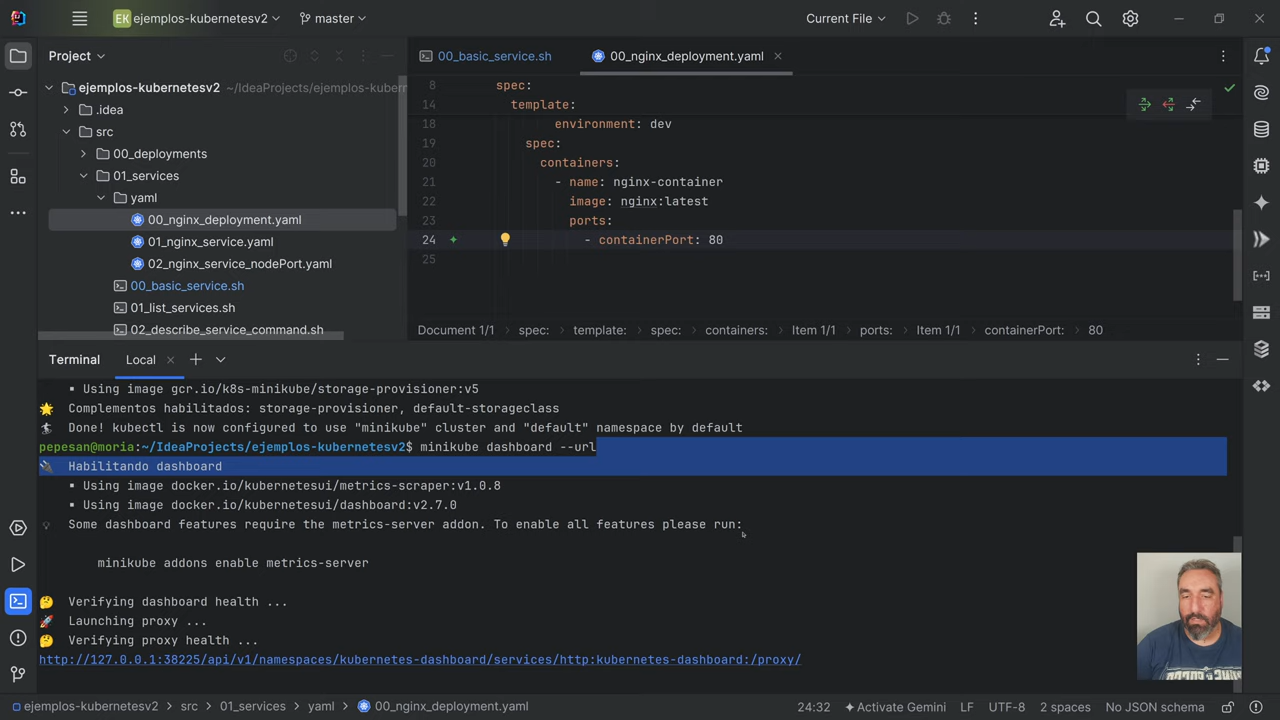 EK ejemplos-kubernetesv2 master Current File
Project
00_basic_service.sh 00_nginx_deployment.yaml
ejemplos-kubernetesv2 ~/IdeaProjects/ejemplos-kuber
.idea
src
00_deployments
01_services
yaml
00_nginx_deployment.yaml
01_nginx_service.yaml
02_nginx_service_nodePort.yaml
00_basic_service.sh
01_list_services.sh
02_describe_service_command.sh
8 spec:
14 template:
18 environment: dev
19 spec:
20 containers:
21 - name: nginx-container
22 image: nginx:latest
23 ports:
24 - containerPort: 80
25
Document 1/1 spec: template: spec: containers: Item 1/1 ports: Item 1/1 containerPort: 80
Terminal Local
▪ Using image gcr.io/k8s-minikube/storage-provisioner:v5
🌟 Complementos habilitados: storage-provisioner, default-storageclass
🏄 Done! kubectl is now configured to use "minikube" cluster and "default" namespace by default
pepesan@moria:~/IdeaProjects/ejemplos-kubernetesv2$ minikube dashboard --url
🔌 Habilitando dashboard
▪ Using image docker.io/kubernetesui/metrics-scraper:v1.0.8
▪ Using image docker.io/kubernetesui/dashboard:v2.7.0
💡 Some dashboard features require the metrics-server addon. To enable all features please run:
minikube addons enable metrics-server
🤔 Verifying dashboard health ...
🚀 Launching proxy ...
🤔 Verifying proxy health ...
http://127.0.0.1:38225/api/v1/namespaces/kubernetes-dashboard/services/http:kubernetes-dashboard:/proxy/
ejemplos-kubernetesv2 src 01_services yaml 00_nginx_deployment.yaml 24:32 Activate Gemini LF UTF-8 2 spaces No JSON schema